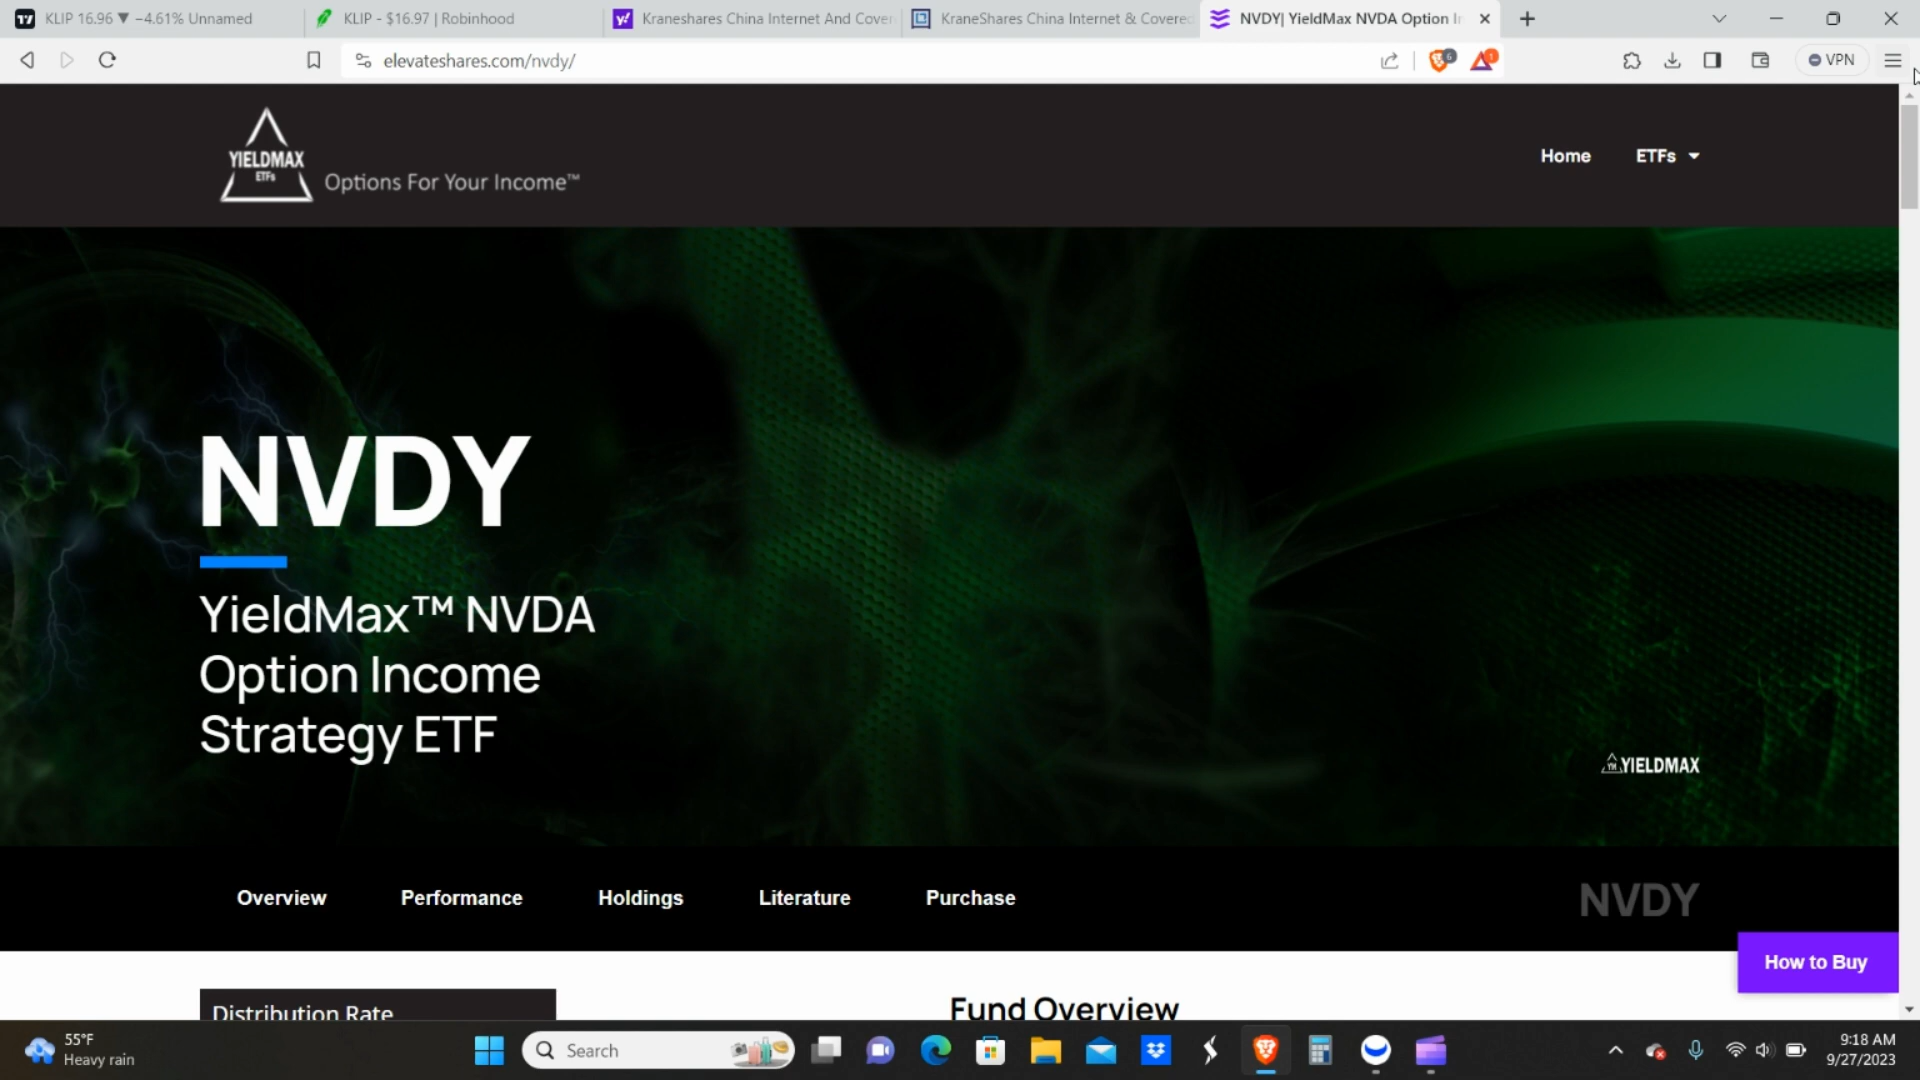 KLIP 16.96 ▼ −4.61% Unnamed
KLIP - $16.97 | Robinhood
Kraneshares China Internet And Cover
KraneShares China Internet & Covered
NVDY| YieldMax NVDA Option I
elevateshares.com/nvdy/
6
1
VPN
YIELDMAX
ETFs
Options For Your Income™
Home
ETFs
NVDY
YieldMax™ NVDA
Option Income
Strategy ETF
YIELDMAX
Overview
Performance
Holdings
Literature
Purchase
NVDY
How to Buy
Distribution Rate
Fund Overview
55°F
Heavy rain
Search
9:18 AM
9/27/2023